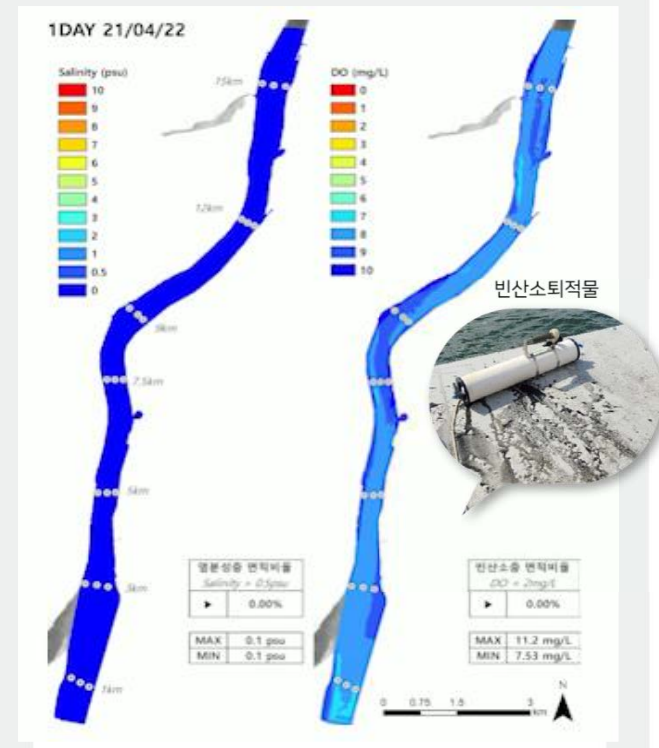 1DAY 21/04/22
Salinity (psu)
10
9
8
7
6
5
4
3
2
1
0.5
0
15km
12km
9km
7.5km
5km
3km
1km
염분성층 면적비율
Salinity > 0.5psu
▶ 0.00%
MAX 0.1 psu
MIN 0.1 psu
DO (mg/L)
0
1
2
3
4
5
6
7
8
9
10
빈산소퇴적물
빈산소층 면적비율
DO < 2mg/L
▶ 0.00%
MAX 11.2 mg/L
MIN 7.53 mg/L
0 0.75 1.5 3
km
N